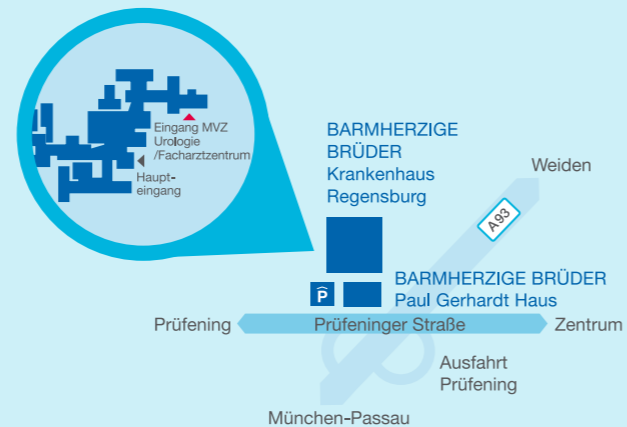 Eingang MVZ
Urologie
/Facharztzentrum
Haupt-
eingang
BARMHERZIGE
BRÜDER
Krankenhaus
Regensburg
Weiden
A93
P
BARMHERZIGE BRÜDER
Paul Gerhardt Haus
Prüfening
Prüfeninger Straße
Zentrum
Ausfahrt
Prüfening
München-Passau